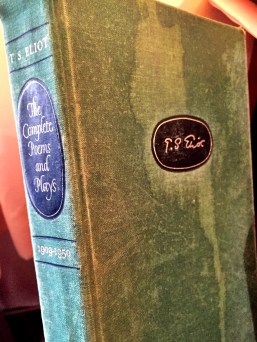 T. S. ELIOT
The
Complete
Poems
and
Plays
1909-1950
T. S. Eliot